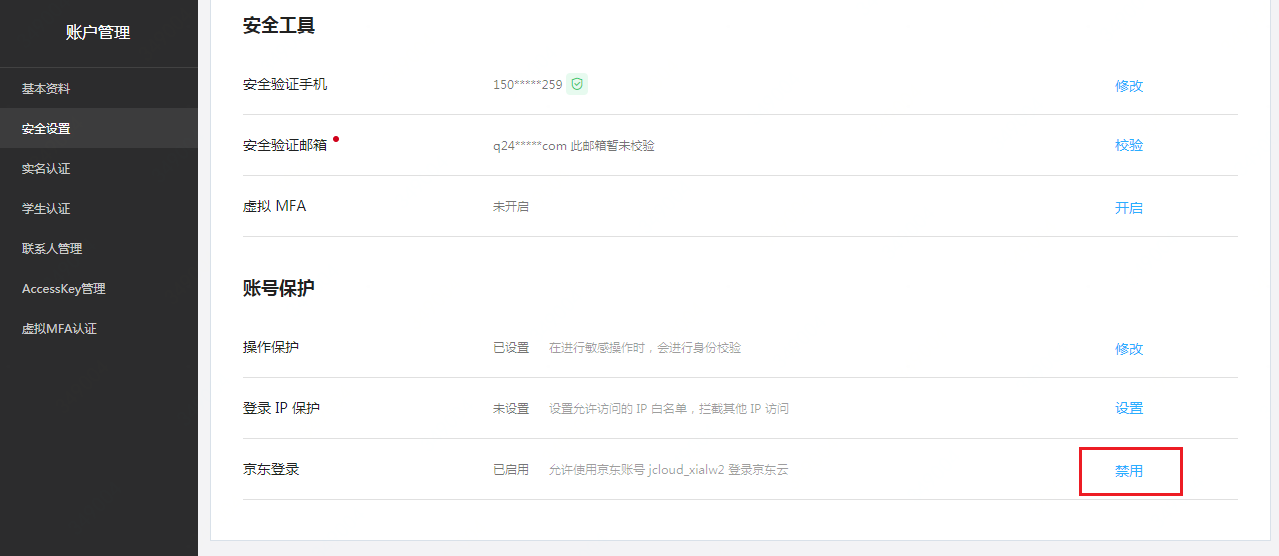 账户管理
基本资料
安全设置
实名认证
学生认证
联系人管理
AccessKey管理
虚拟MFA认证
安全工具
安全验证手机 150*****259 修改
安全验证邮箱 q24*****com 此邮箱暂未校验 校验
虚拟 MFA 未开启 开启
账号保护
操作保护 已设置 在进行敏感操作时，会进行身份校验 修改
登录 IP 保护 未设置 设置允许访问的 IP 白名单，拦截其他 IP 访问 设置
京东登录 已启用 允许使用京东账号 jcloud_xialw2 登录京东云 禁用